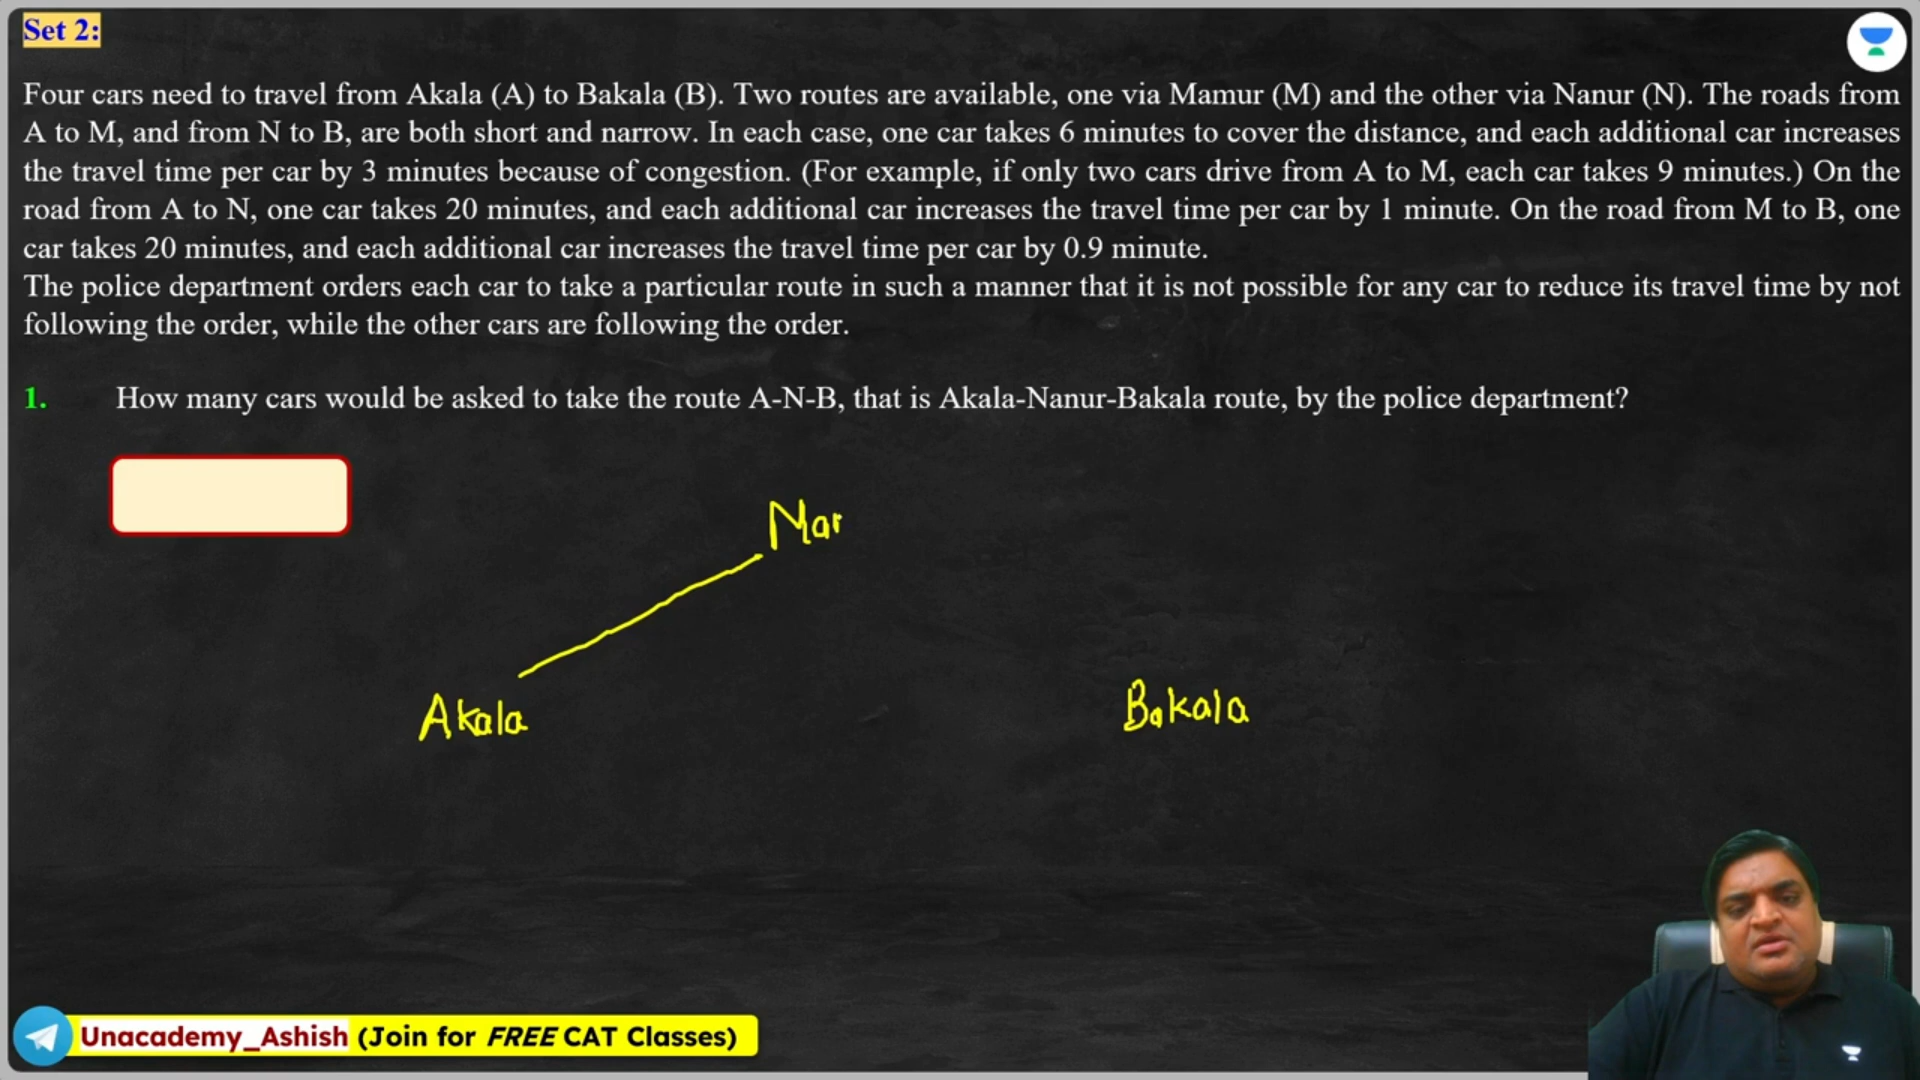 Set 2:
Four cars need to travel from Akala (A) to Bakala (B). Two routes are available, one via Mamur (M) and the other via Nanur (N). The roads from
A to M, and from N to B, are both short and narrow. In each case, one car takes 6 minutes to cover the distance, and each additional car increases
the travel time per car by 3 minutes because of congestion. (For example, if only two cars drive from A to M, each car takes 9 minutes.) On the
road from A to N, one car takes 20 minutes, and each additional car increases the travel time per car by 1 minute. On the road from M to B, one
car takes 20 minutes, and each additional car increases the travel time per car by 0.9 minute.
The police department orders each car to take a particular route in such a manner that it is not possible for any car to reduce its travel time by not
following the order, while the other cars are following the order.
1. How many cars would be asked to take the route A-N-B, that is Akala-Nanur-Bakala route, by the police department?
Mar
Akala
Bakala
Unacademy_Ashish (Join for FREE CAT Classes)